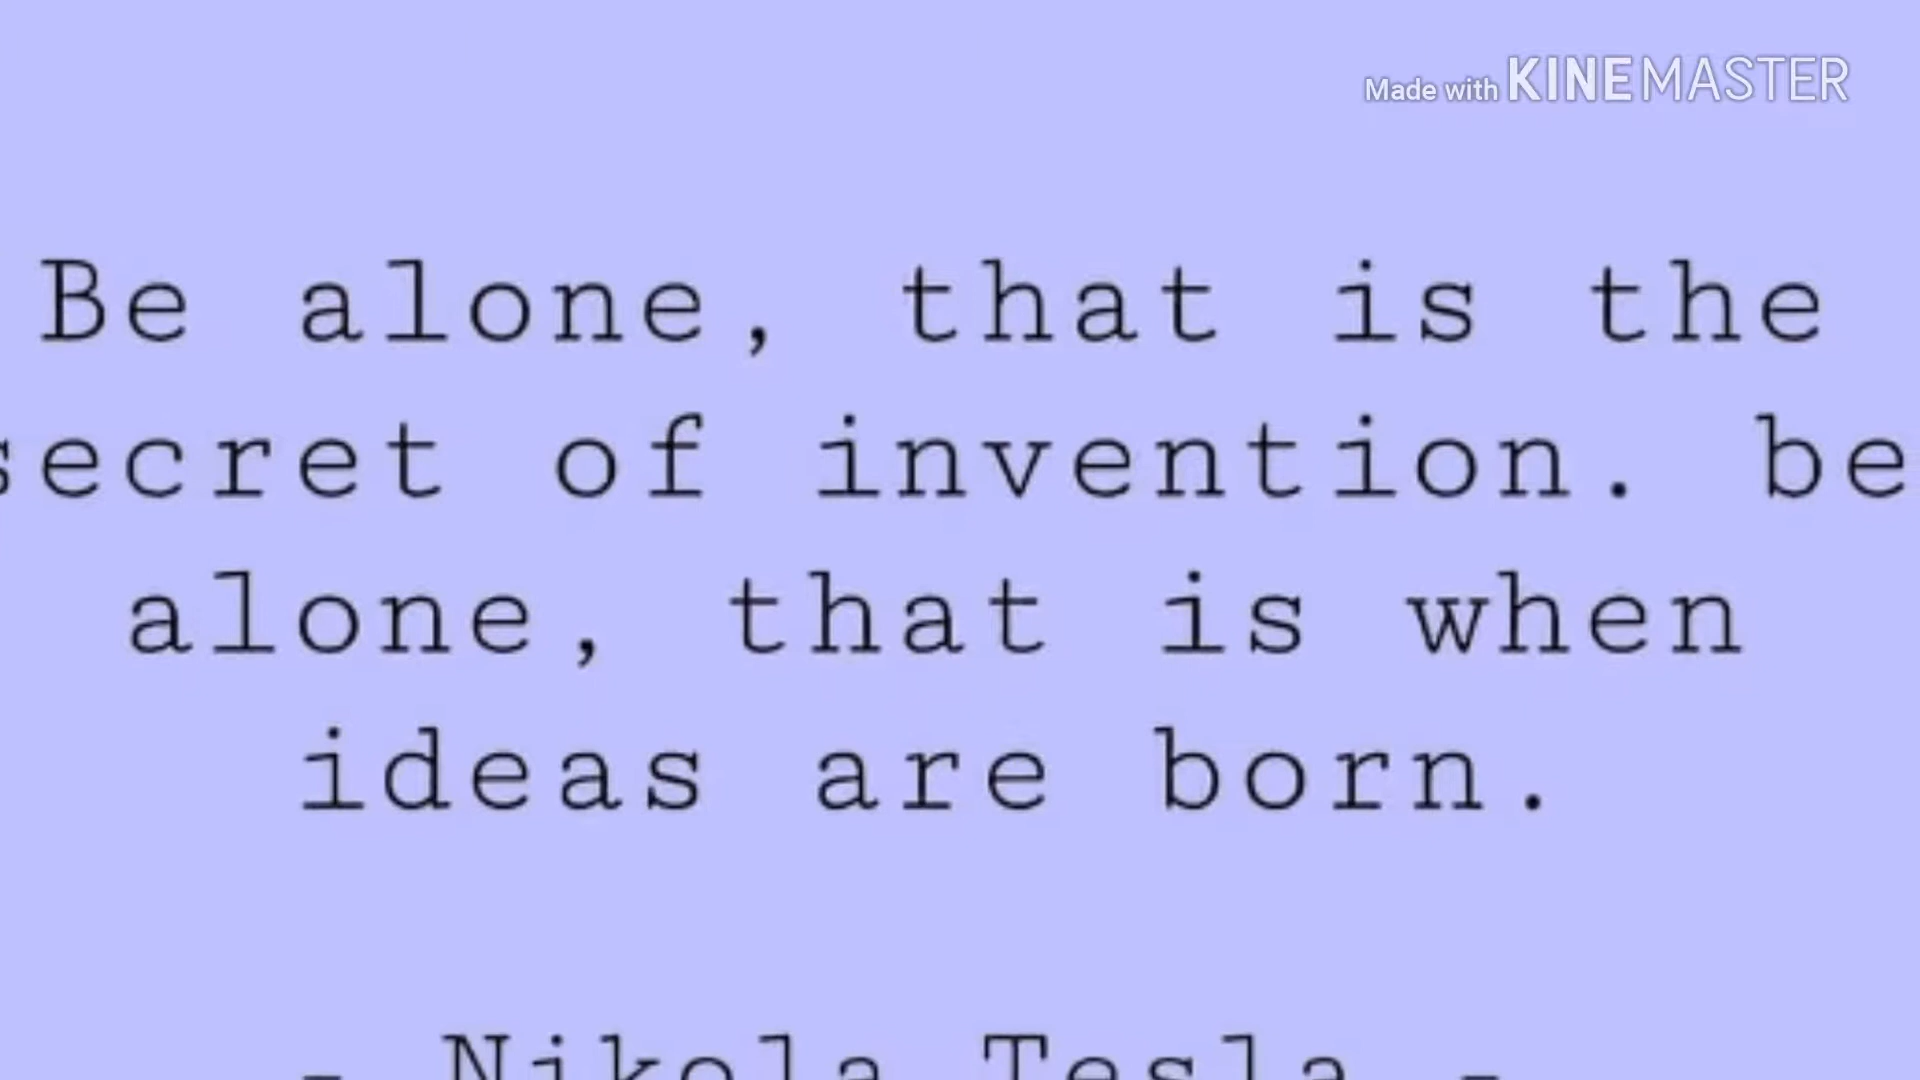 Made with KINEMASTER
Be alone, that is the
secret of invention. be
alone, that is when
ideas are born.
- Nikola Tesla -